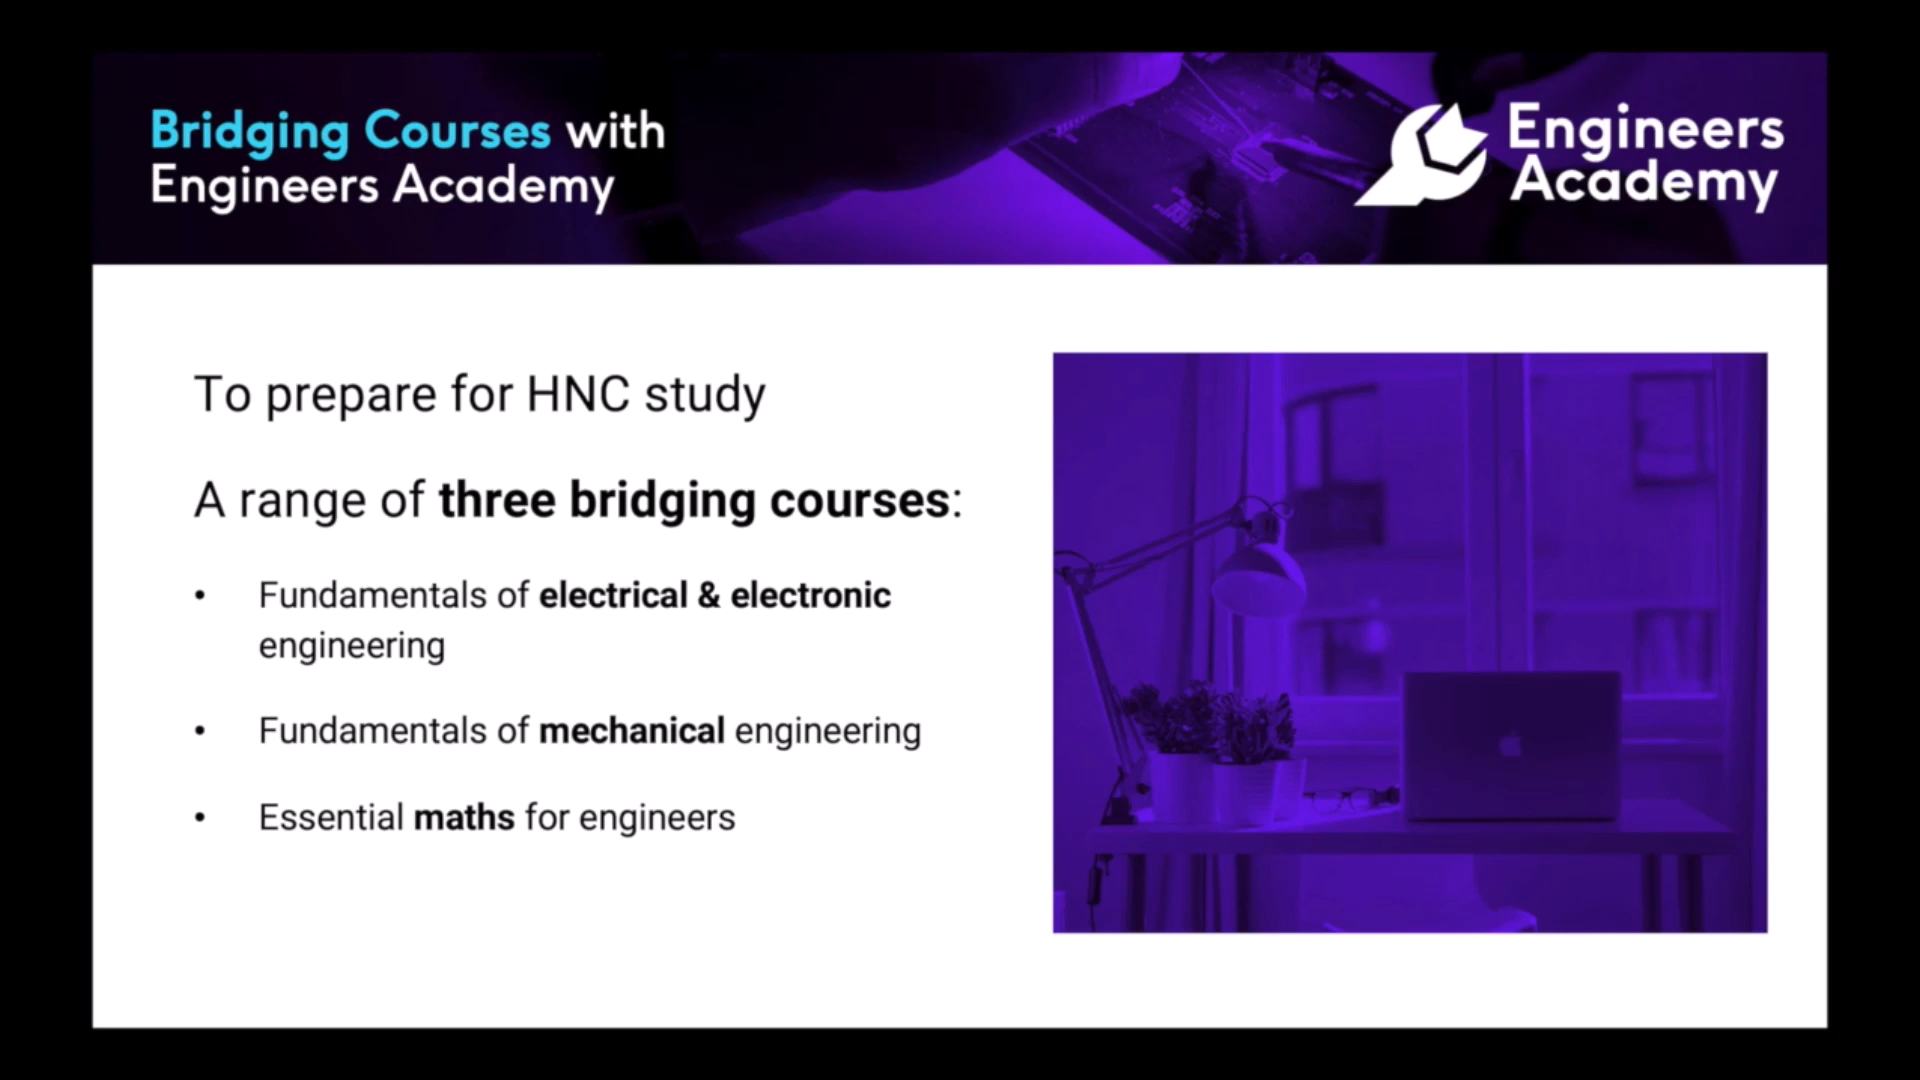 Bridging Courses with
Engineers Academy
Engineers
Academy
To prepare for HNC study
A range of three bridging courses:
• Fundamentals of electrical & electronic
engineering
• Fundamentals of mechanical engineering
• Essential maths for engineers